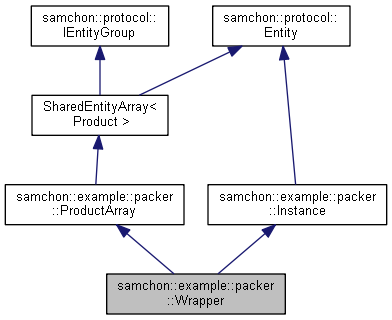 samchon::protocol::
IEntityGroup
samchon::protocol::
Entity
SharedEntityArray<
Product >
samchon::example::packer
::ProductArray
samchon::example::packer
::Instance
samchon::example::packer
::Wrapper